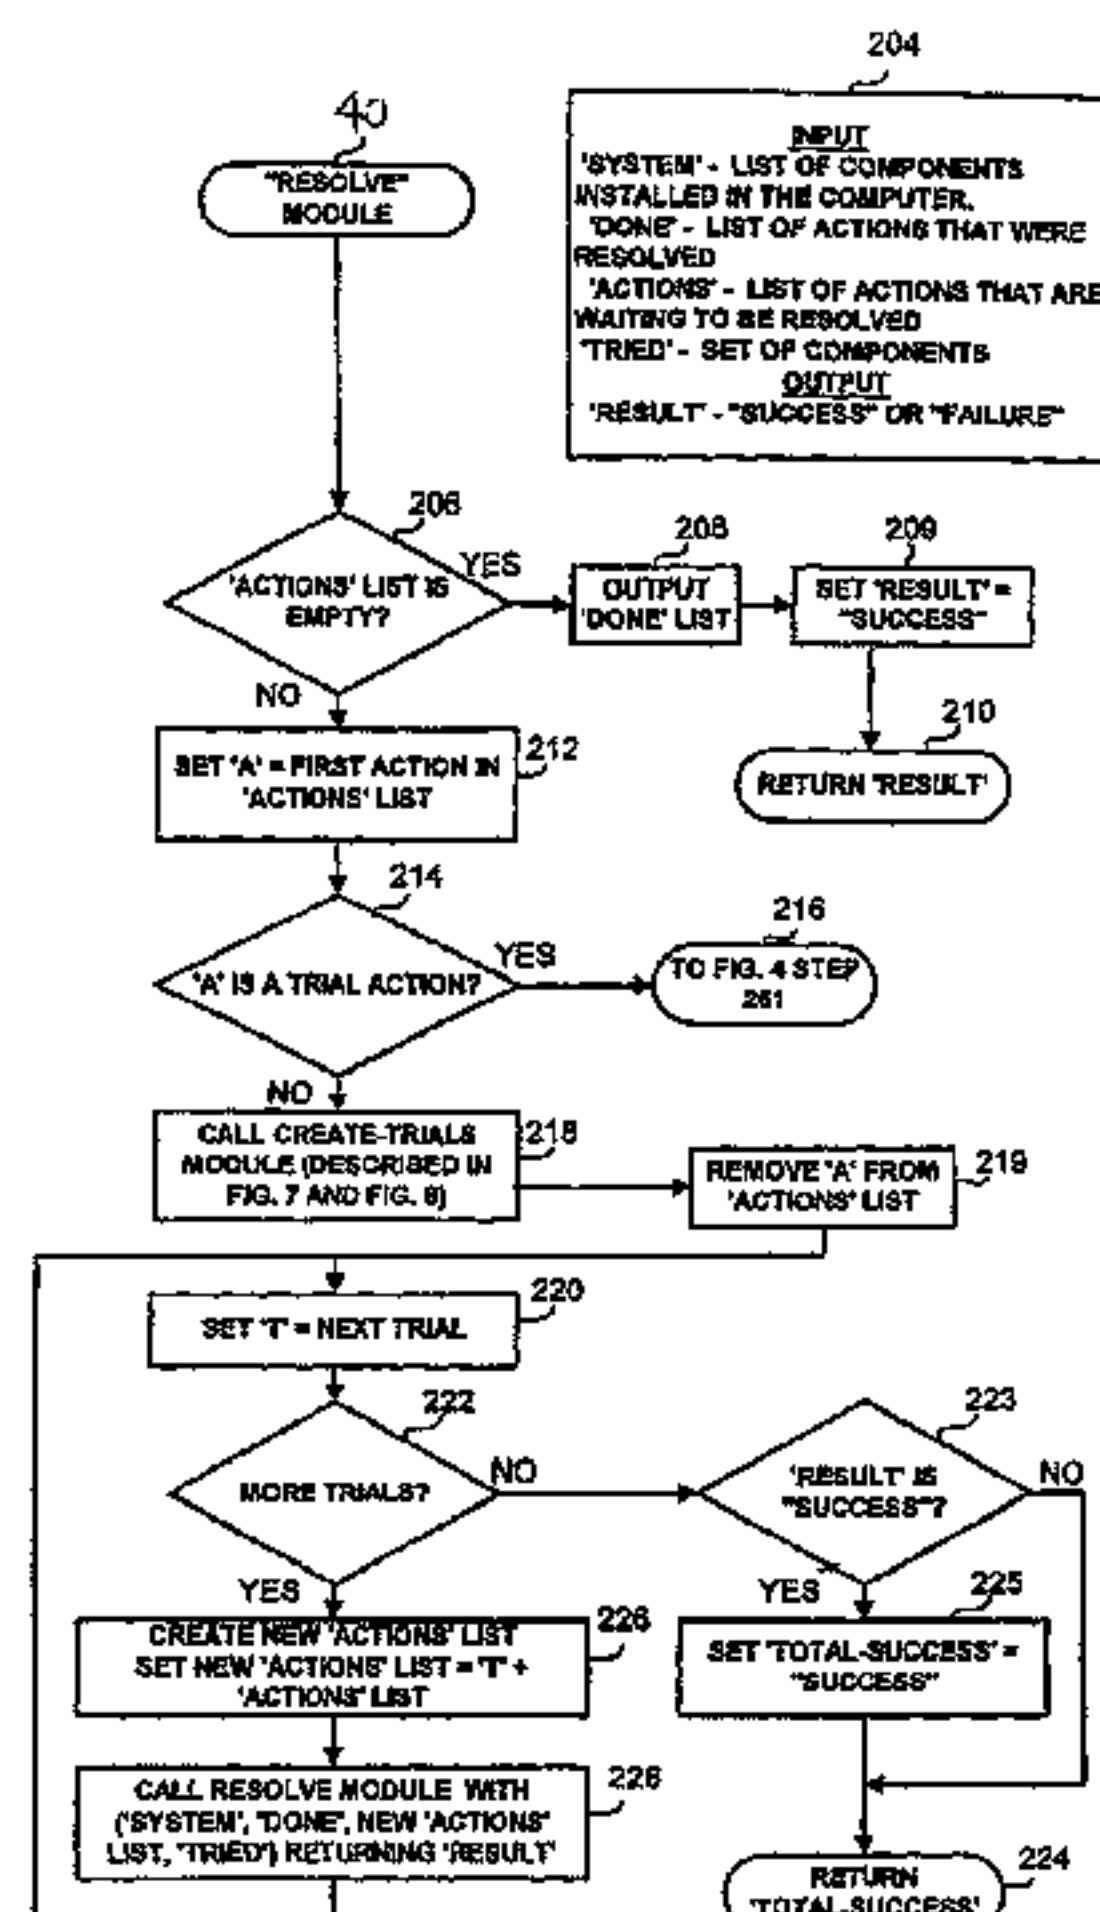 204
40
"RESOLVE"
MODULE
INPUT
'SYSTEM' - LIST OF COMPONENTS
INSTALLED IN THE COMPUTER.
'DONE' - LIST OF ACTIONS THAT WERE
RESOLVED
'ACTIONS' - LIST OF ACTIONS THAT ARE
WAITING TO BE RESOLVED
'TRIED' - SET OF COMPONENTS
OUTPUT
'RESULT' - "SUCCESS" OR "FAILURE"
206
'ACTIONS' LIST IS
EMPTY?
YES
NO
208
OUTPUT
'DONE' LIST
209
SET 'RESULT' =
"SUCCESS"
210
RETURN 'RESULT'
212
SET 'A' = FIRST ACTION IN
'ACTIONS' LIST
214
'A' IS A TRIAL ACTION?
YES
NO
216
TO FIG. 4 STEP
251
218
CALL CREATE-TRIALS
MODULE (DESCRIBED IN
FIG. 7 AND FIG. 8)
219
REMOVE 'A' FROM
'ACTIONS' LIST
220
SET 'T' = NEXT TRIAL
222
MORE TRIALS?
NO
YES
223
'RESULT' IS
"SUCCESS"?
NO
YES
225
SET 'TOTAL-SUCCESS' =
"SUCCESS"
226
CREATE NEW 'ACTIONS' LIST
SET NEW 'ACTIONS' LIST = 'T' +
'ACTIONS' LIST
228
CALL RESOLVE MODULE WITH
('SYSTEM', 'DONE', NEW 'ACTIONS'
LIST, 'TRIED') RETURNING 'RESULT'
224
RETURN
'TOTAL-SUCCESS'